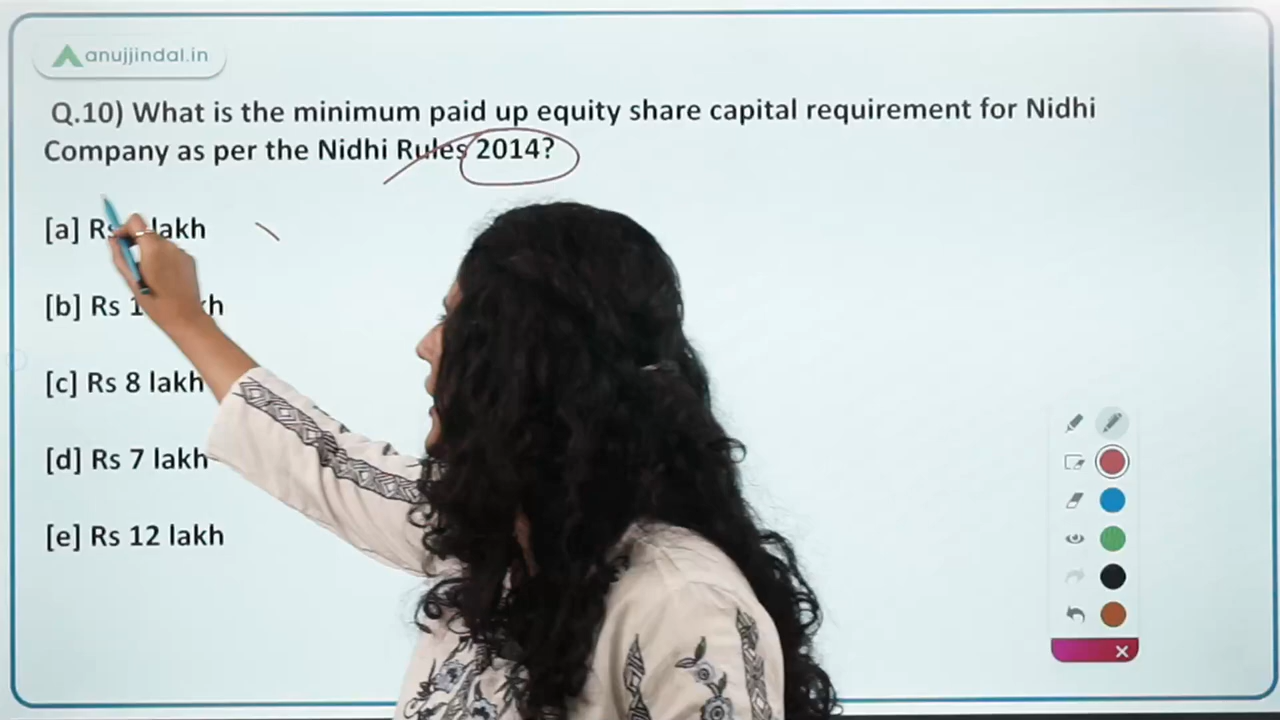 anujjindal.in
Q.10) What is the minimum paid up equity share capital requirement for Nidhi
Company as per the Nidhi Rules 2014?
[a] Rs lakh
[b] Rs
[c] Rs 8 lakh
[d] Rs 7 lakh
[e] Rs 12 lakh